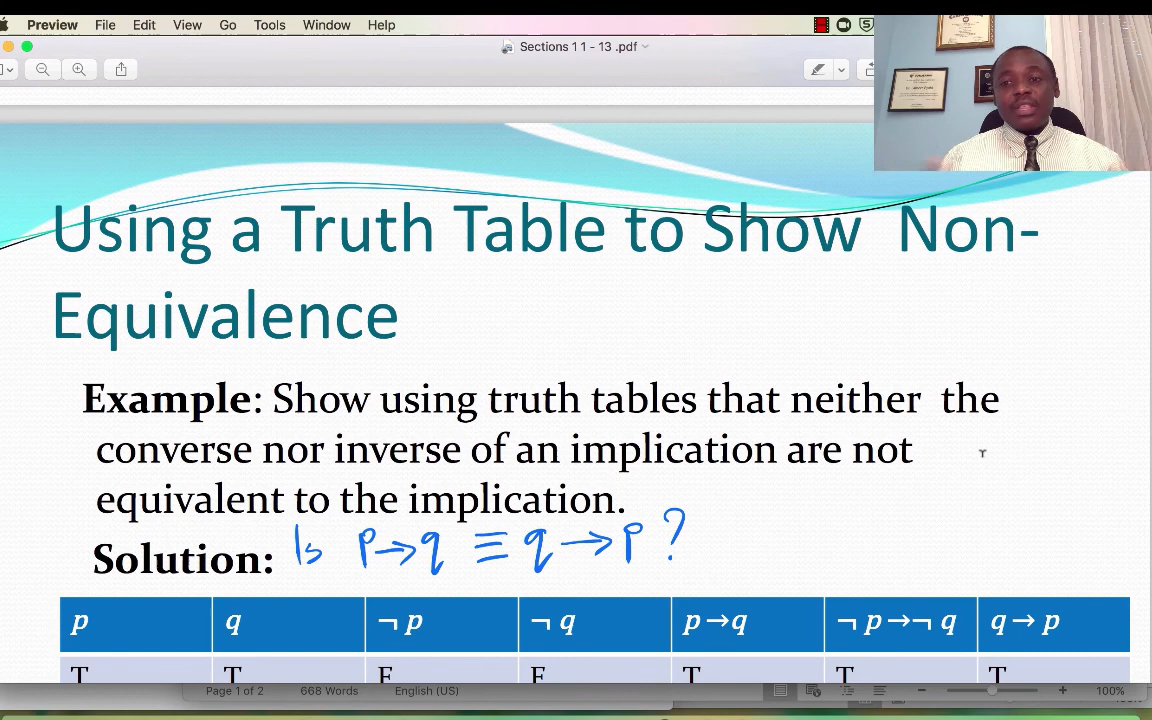 Preview File Edit View Go Tools Window Help
Sections 1 1 - 13 .pdf
Using a Truth Table to Show Non-
Equivalence
Example: Show using truth tables that neither the
converse nor inverse of an implication are not
equivalent to the implication.
Solution: Is p→q ≡ q→p ?
p q ¬ p ¬ q p →q ¬ p →¬ q q → p
T T F F T T T
Page 1 of 2 668 Words English (US) 100%